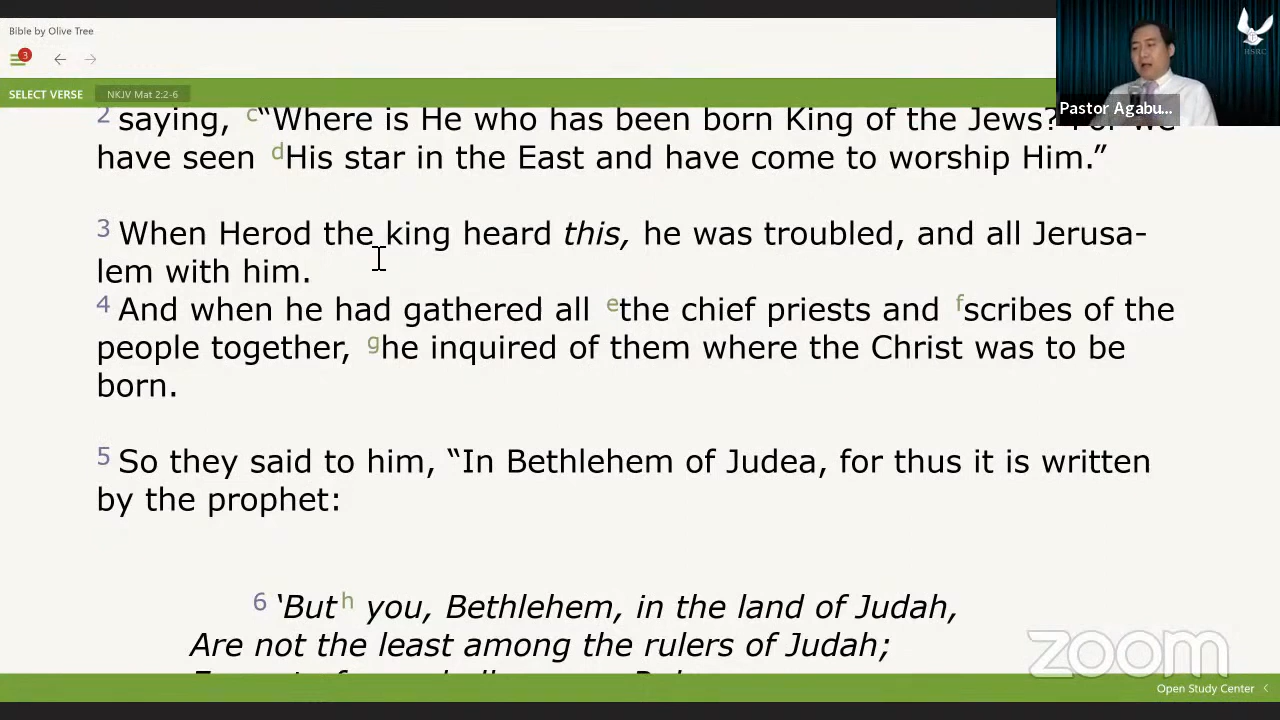 Bible by Olive Tree
3
SELECT VERSE NKJV Mat 2:2-6
RSRC
Pastor Agabu...
2 saying, c“Where is He who has been born King of the Jews? For we
have seen dHis star in the East and have come to worship Him.”
3 When Herod the king heard this, he was troubled, and all Jerusa-
lem with him.
4 And when he had gathered all ethe chief priests and fscribes of the
people together, ghe inquired of them where the Christ was to be
born.
5 So they said to him, “In Bethlehem of Judea, for thus it is written
by the prophet:
6 ‘But h you, Bethlehem, in the land of Judah,
Are not the least among the rulers of Judah;
zoom
Open Study Center